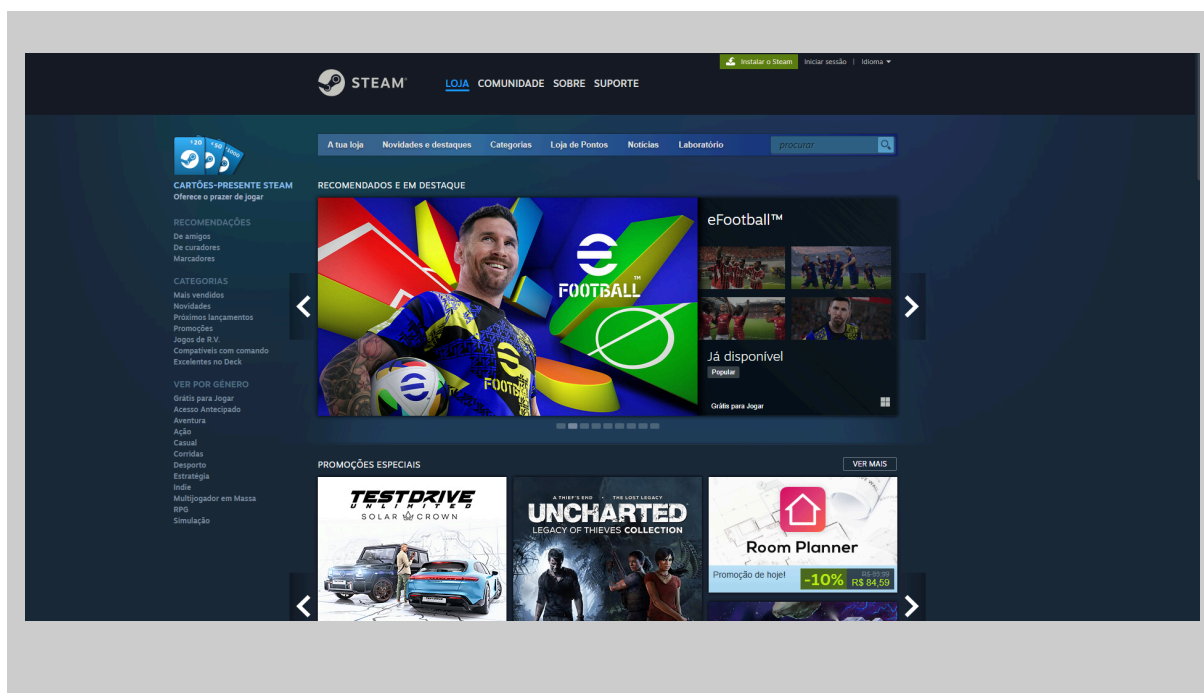 Instalar o Steam Iniciar sessão | Idioma
STEAM®
LOJA COMUNIDADE SOBRE SUPORTE
A tua loja Novidades e destaques Categorias Loja de Pontos Notícias Laboratório procurar
CARTÕES-PRESENTE STEAM
Oferece o prazer de jogar
RECOMENDAÇÕES
De amigos
De curadores
Marcadores
CATEGORIAS
Mais vendidos
Novidades
Próximos lançamentos
Promoções
Jogos de R.V.
Compatíveis com comando
Excelentes no Deck
VER POR GÉNERO
Grátis para Jogar
Acesso Antecipado
Aventura
Ação
Casual
Corridas
Desporto
Estratégia
Indie
Multijogador em Massa
RPG
Simulação
RECOMENDADOS E EM DESTAQUE
FOOTBALL™
eFootball™
Já disponível
Popular
Grátis para Jogar
PROMOÇÕES ESPECIAIS
VER MAIS
TESTDRIVE
UNLIMITED
SOLAR CROWN
A THIEF'S END • THE LOST LEGACY
UNCHARTED
LEGACY OF THIEVES COLLECTION
Room Planner
Promoção de hoje!
-10%
R$ 84,59